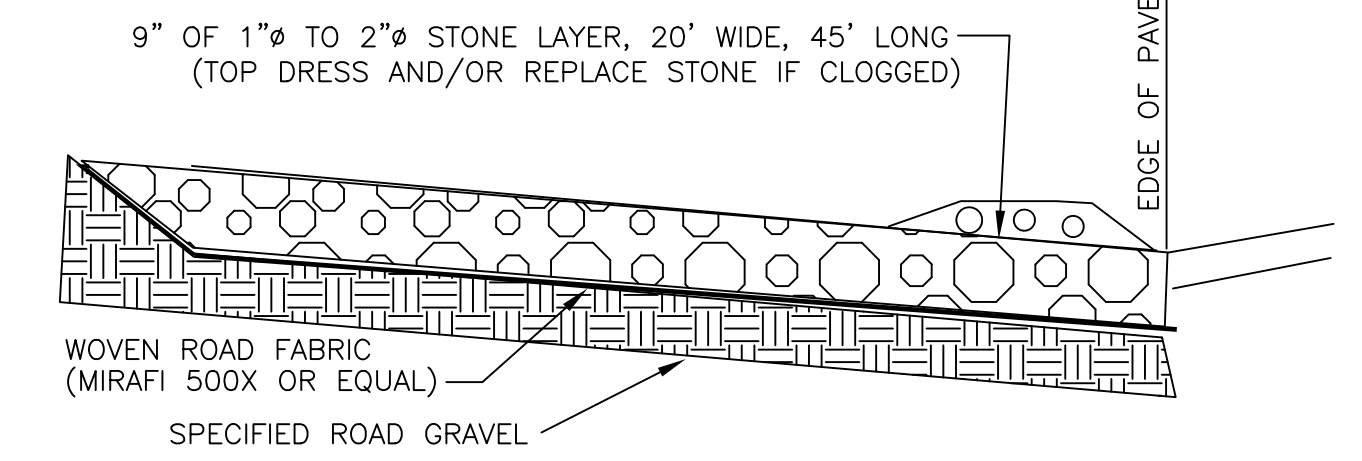 9” OF 1”ø TO 2”ø STONE LAYER, 20’ WIDE, 45’ LONG
(TOP DRESS AND/OR REPLACE STONE IF CLOGGED)
EDGE OF PAVE
WOVEN ROAD FABRIC
(MIRAFI 500X OR EQUAL)
SPECIFIED ROAD GRAVEL